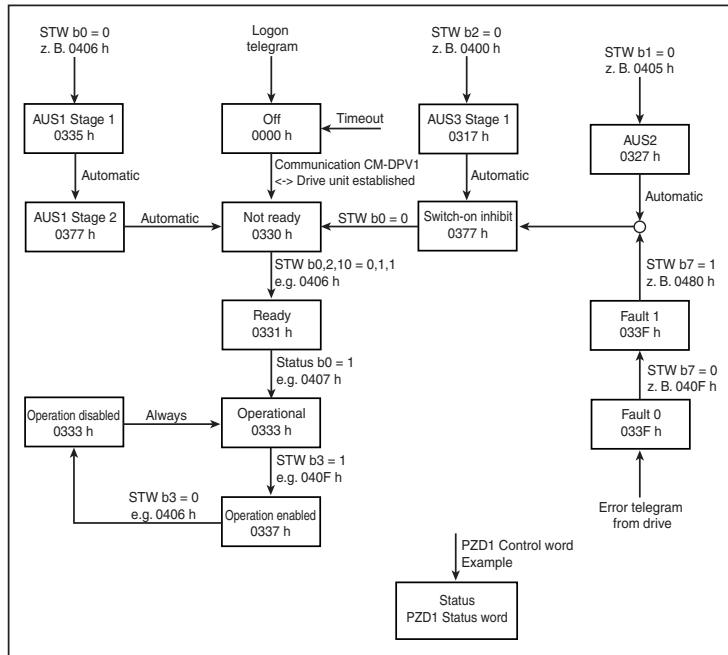 STW b0 = 0
z. B. 0406 h
Logon
telegram
STW b2 = 0
z. B. 0400 h
STW b1 = 0
z. B. 0405 h
AUS1 Stage 1
0335 h
Off
0000 h
Timeout
AUS3 Stage 1
0317 h
AUS2
0327 h
Automatic
Communication CM-DPV1
<-> Drive unit established
Automatic
Automatic
AUS1 Stage 2
0377 h
Automatic
Not ready
0330 h
STW b0 = 0
Switch-on inhibit
0377 h
STW b0,2,10 = 0,1,1
e.g. 0406 h
STW b7 = 1
z. B. 0480 h
Ready
0331 h
Fault 1
033F h
Status b0 = 1
e.g. 0407 h
STW b7 = 0
z. B. 040F h
Operation disabled
0333 h
Always
Operational
0333 h
Fault 0
033F h
STW b3 = 1
e.g. 040F h
STW b3 = 0
e.g. 0406 h
Operation enabled
0337 h
Error telegram
from drive
PZD1 Control word
Example
Status
PZD1 Status word